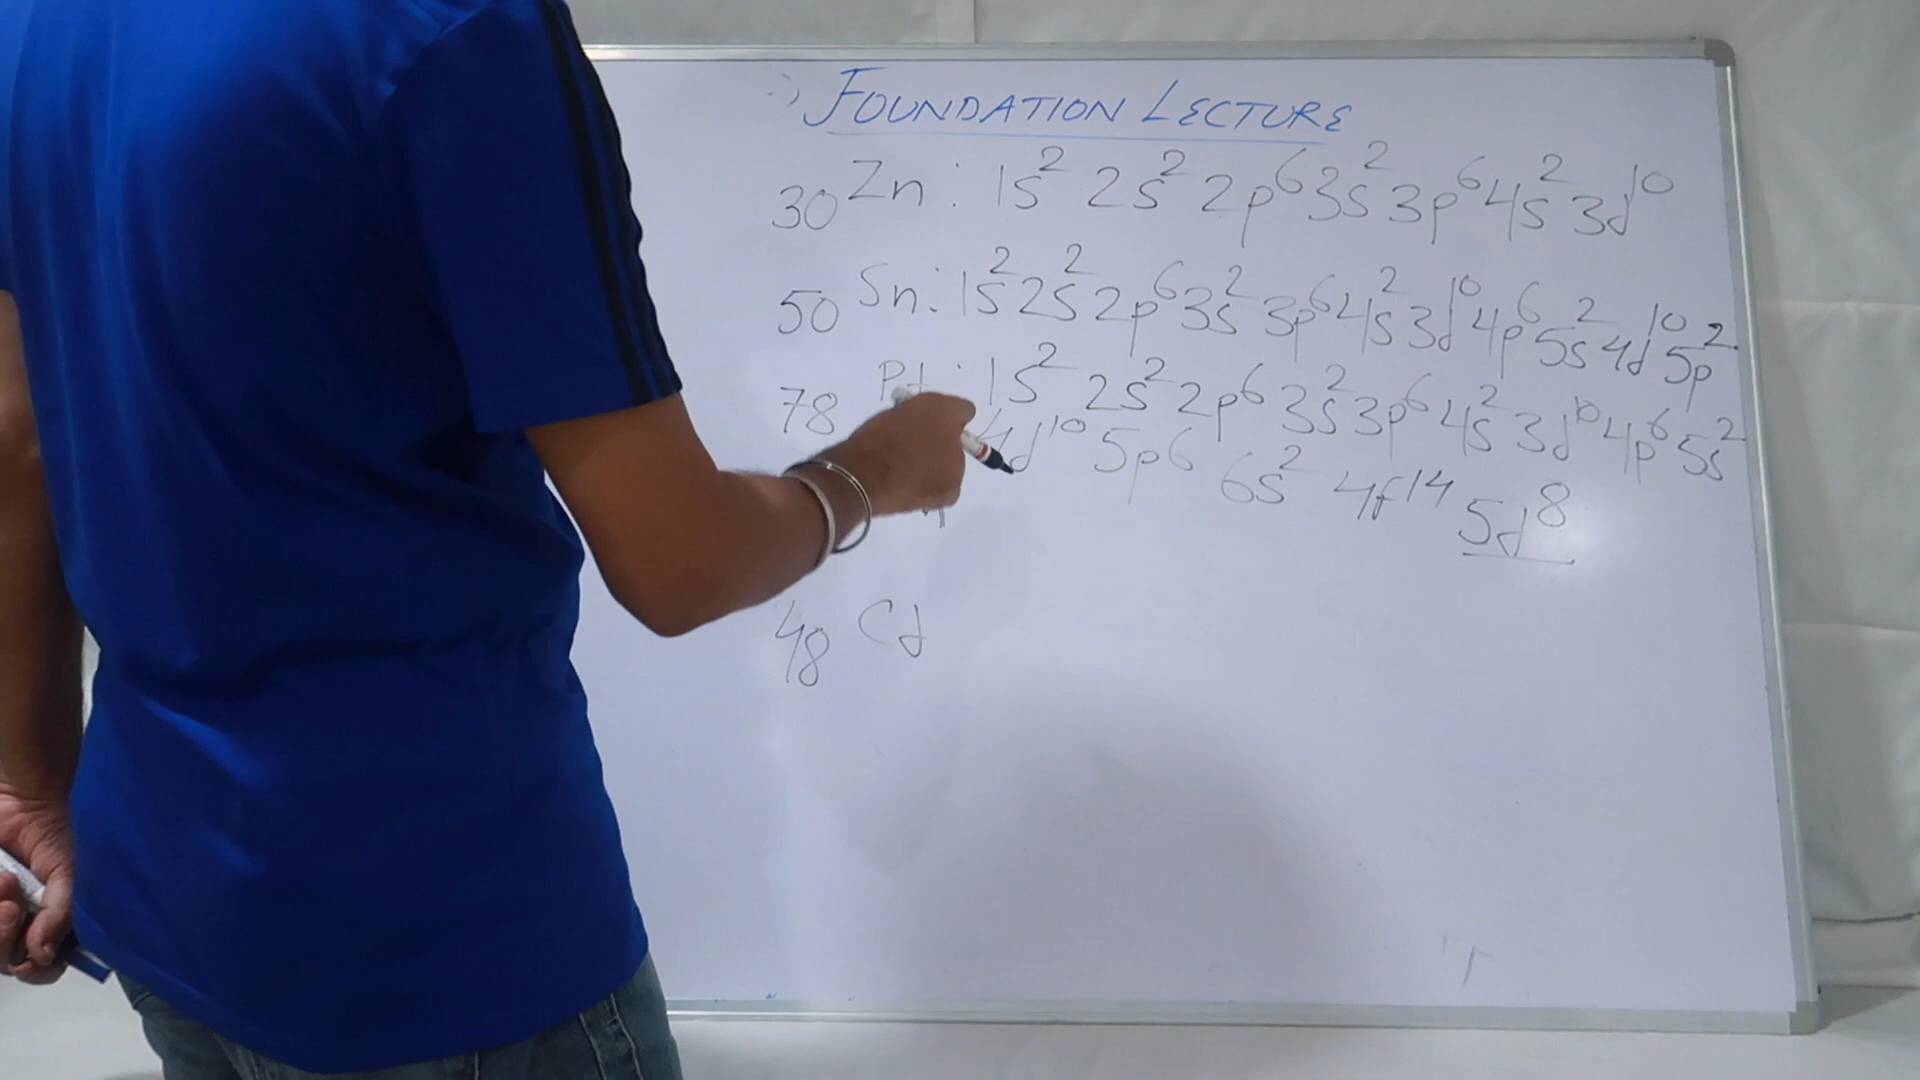 FOUNDATION LECTURE
30 Zn : 1s² 2s² 2p⁶ 3s² 3p⁶ 4s² 3d¹⁰
50 Sn : 1s² 2s² 2p⁶ 3s² 3p⁶ 4s² 3d¹⁰ 4p⁶ 5s² 4d¹⁰ 5p²
78 Pt : 1s² 2s² 2p⁶ 3s² 3p⁶ 4s² 3d¹⁰ 4p⁶ 5s²
4d¹⁰ 5p6 6s² 4f¹⁴ 5d⁸
48 Cd